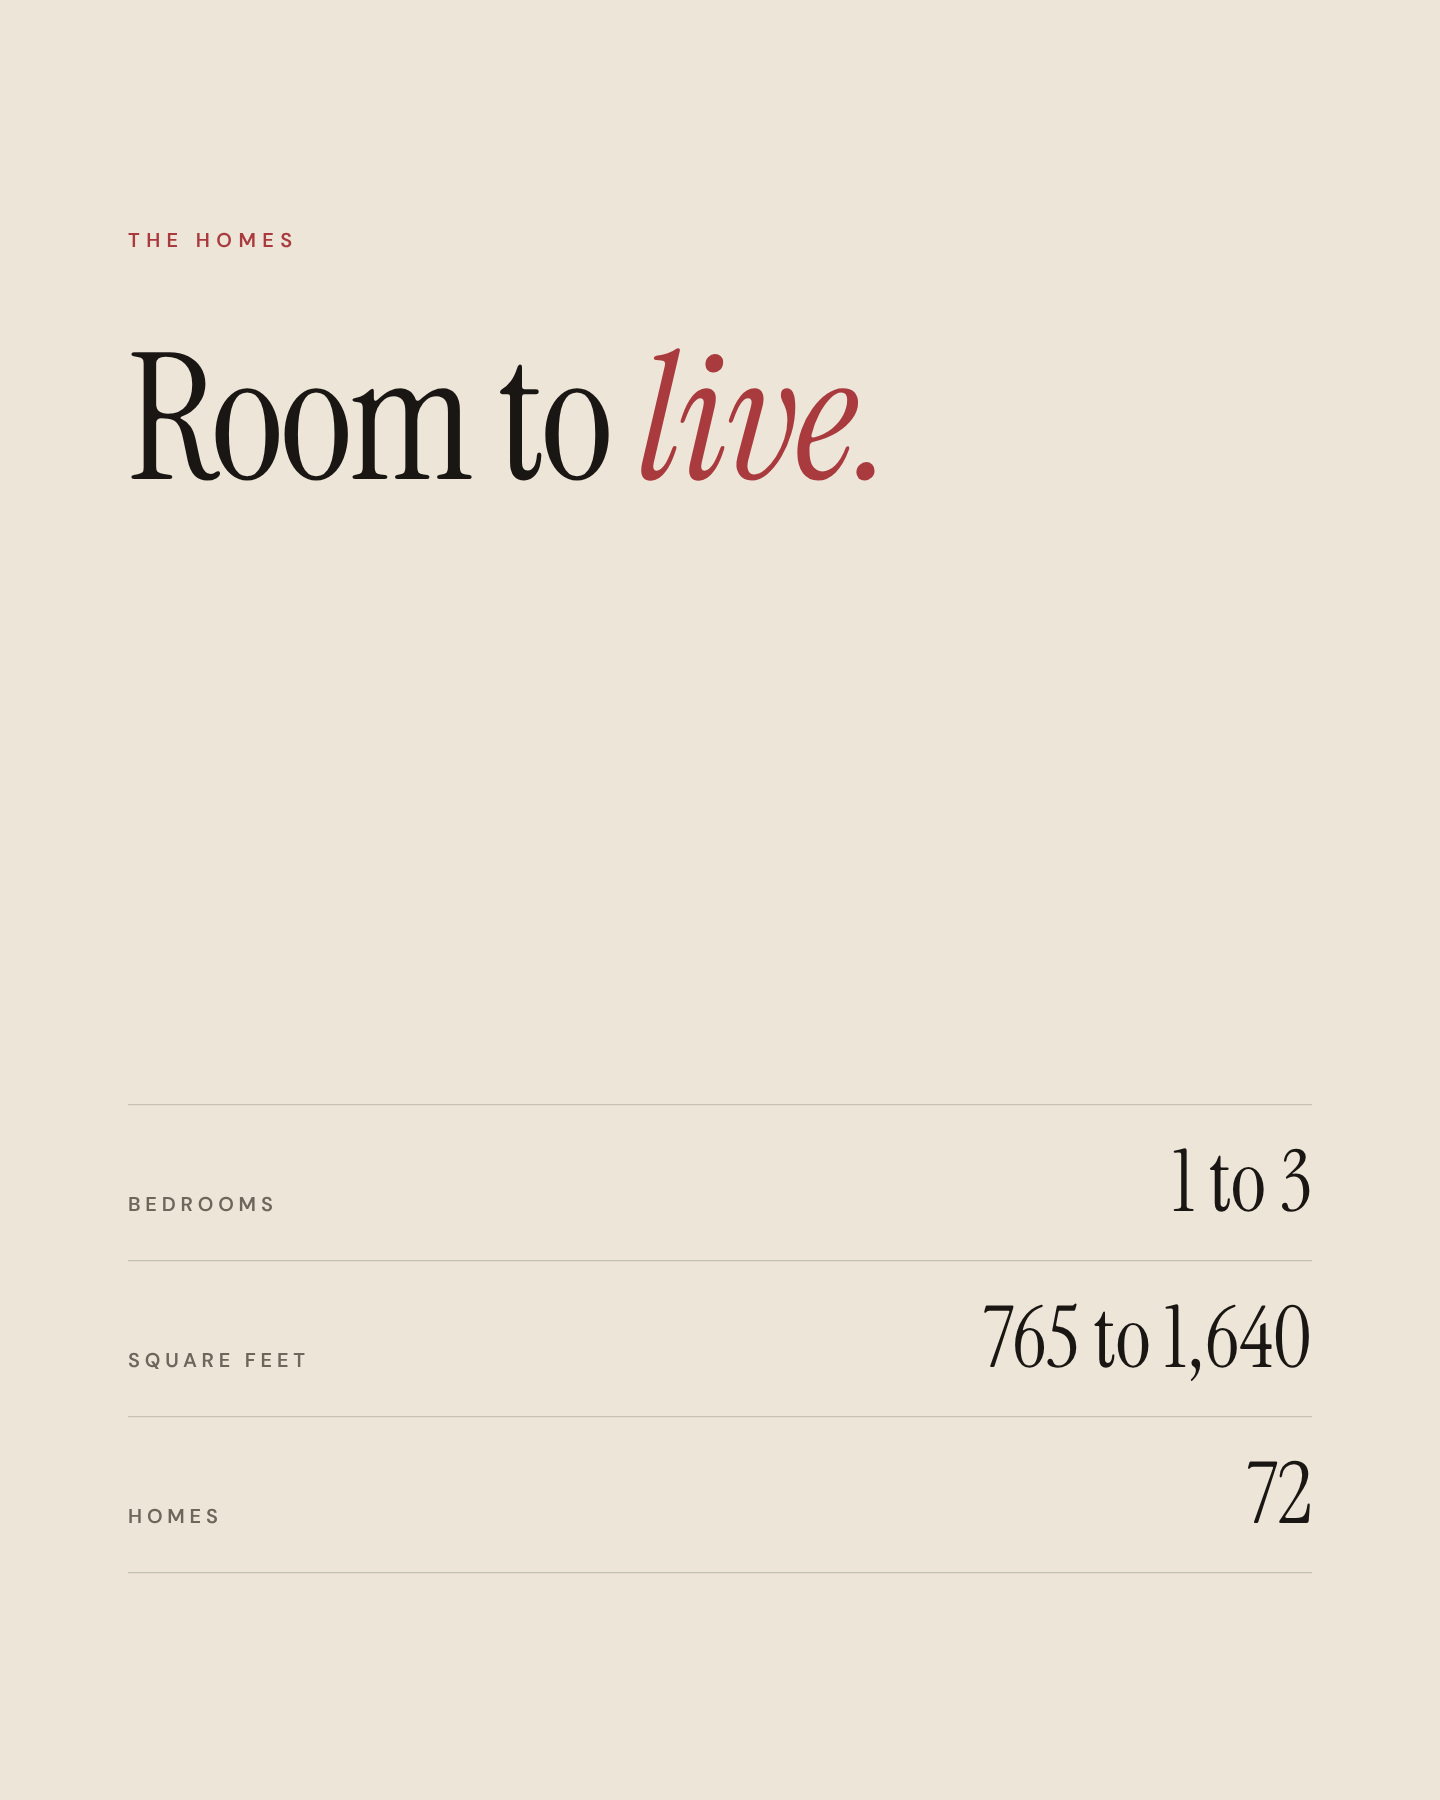 THE HOMES
Room to live.
BEDROOMS 1 to 3
SQUARE FEET 765 to 1,640
HOMES 72